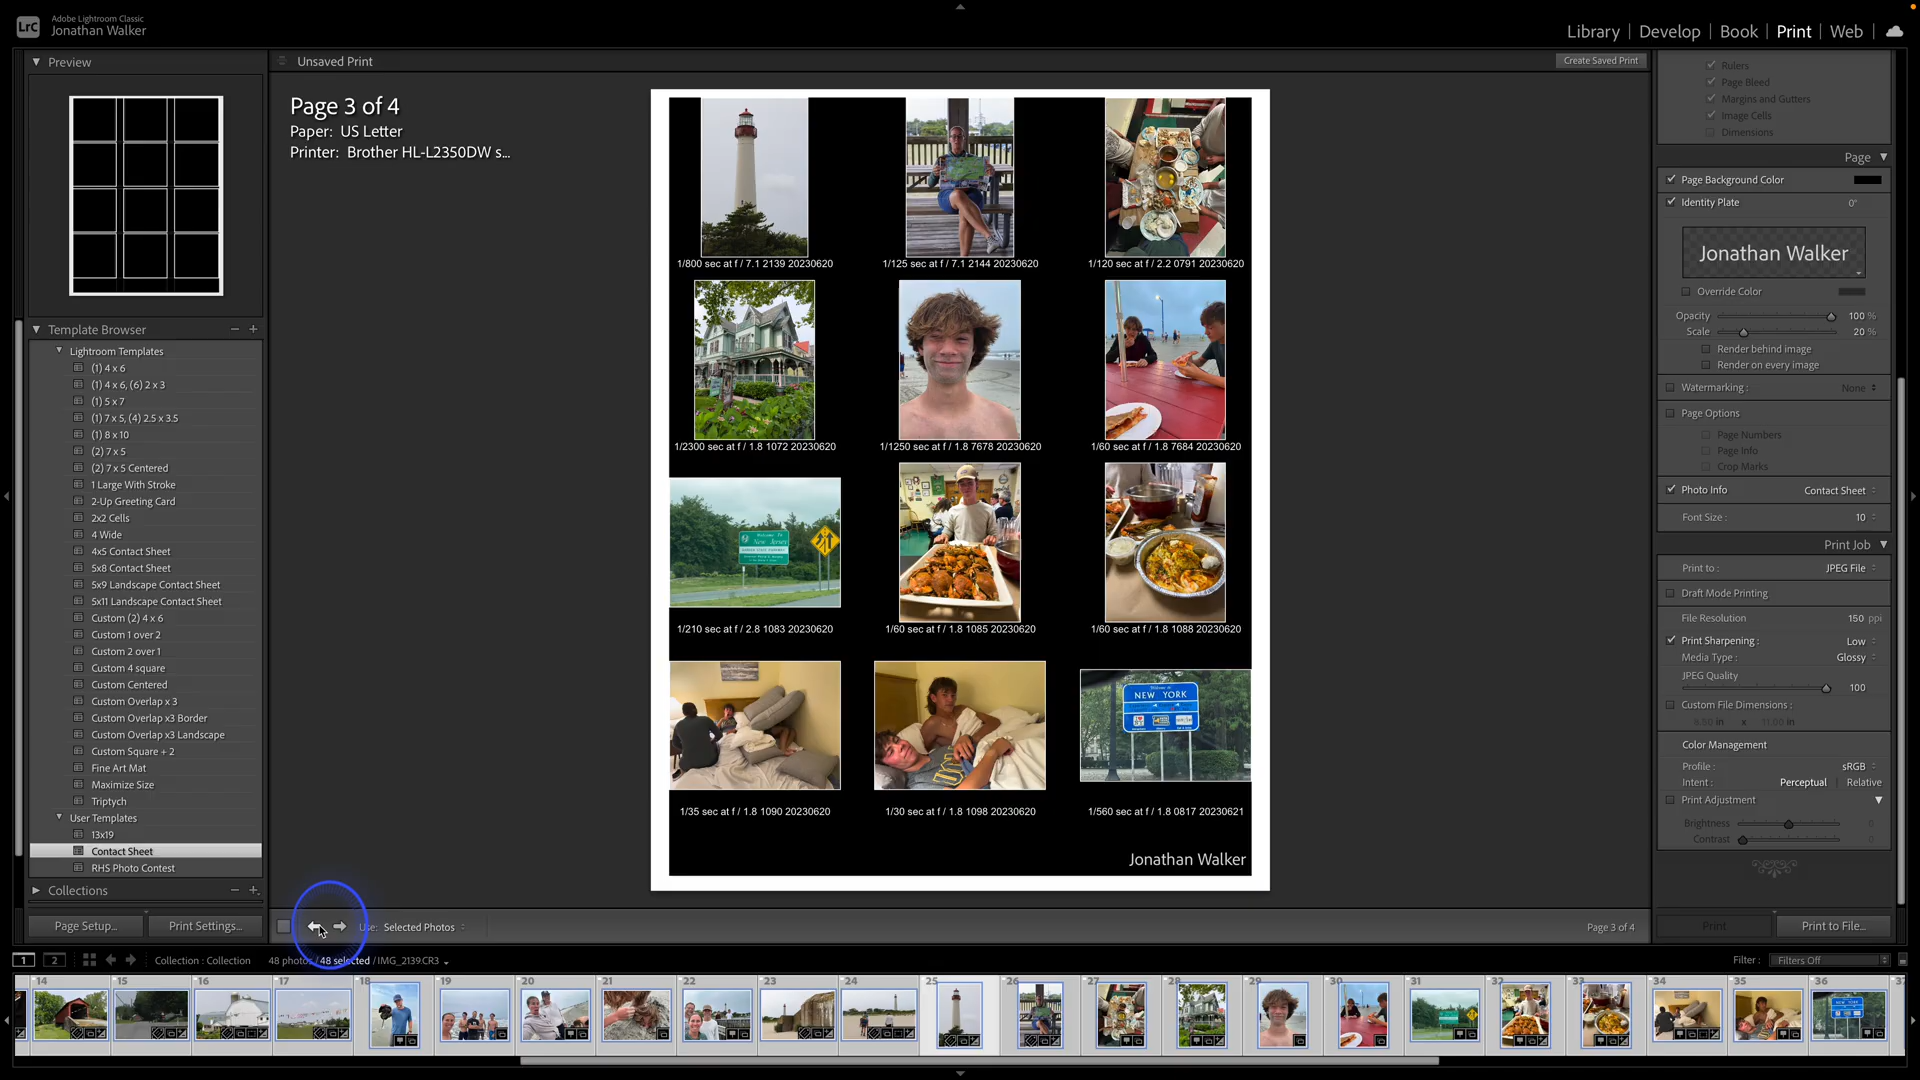 LrC
Adobe Lightroom Classic
Jonathan Walker
Library | Develop | Book | Print | Web
Preview
Unsaved Print
Create Saved Print
Page 3 of 4
Paper: US Letter
Printer: Brother HL-L2350DW s...
Template Browser
Lightroom Templates
(1) 4 x 6
(1) 4 x 6, (6) 2 x 3
(1) 5 x 7
(1) 7 x 5, (4) 2.5 x 3.5
(1) 8 x 10
(2) 7 x 5
(2) 7 x 5 Centered
1 Large With Stroke
2-Up Greeting Card
2x2 Cells
4 Wide
4x5 Contact Sheet
5x8 Contact Sheet
5x9 Landscape Contact Sheet
5x11 Landscape Contact Sheet
Custom (2) 4 x 6
Custom 1 over 2
Custom 2 over 1
Custom 4 square
Custom Centered
Custom Overlap x 3
Custom Overlap x3 Border
Custom Overlap x3 Landscape
Custom Square + 2
Fine Art Mat
Maximize Size
Triptych
User Templates
13x19
Contact Sheet
RHS Photo Contest
Collections
Page Setup...
Print Settings...
1/800 sec at f / 7.1 2139 20230620
1/125 sec at f / 7.1 2144 20230620
1/120 sec at f / 2.2 0791 20230620
1/2300 sec at f / 1.8 1072 20230620
1/1250 sec at f / 1.8 7678 20230620
1/60 sec at f / 1.8 7684 20230620
Welcome To
New Jersey
1/210 sec at f / 2.8 1083 20230620
1/60 sec at f / 1.8 1085 20230620
1/60 sec at f / 1.8 1088 20230620
Welcome to
NEW YORK
1/35 sec at f / 1.8 1090 20230620
1/30 sec at f / 1.8 1098 20230620
1/560 sec at f / 1.8 0817 20230621
Jonathan Walker
Use: Selected Photos
Page 3 of 4
Rulers
Page Bleed
Margins and Gutters
Image Cells
Dimensions
Page
Page Background Color
Identity Plate 0°
Jonathan Walker
Override Color
Opacity 100 %
Scale 20 %
Render behind image
Render on every image
Watermarking : None
Page Options
Page Numbers
Page Info
Crop Marks
Photo Info Contact Sheet
Font Size : 10
Print Job
Print to : JPEG File
Draft Mode Printing
File Resolution 150 ppi
Print Sharpening : Low
Media Type : Glossy
JPEG Quality
100
Custom File Dimensions :
x 11.00 in
Color Management
Profile : sRGB
Intent : Perceptual | Relative
Print Adjustment
Brightness 0
Contrast 0
Print
Print to File...
1 2 Collection : Collection 48 photos / 48 selected / IMG_2139.CR3
Filter : Filters Off
14 15 16 17 18 19 20 21 22 23 24 25 26 27 28 29 30 31 32 33 34 35 36